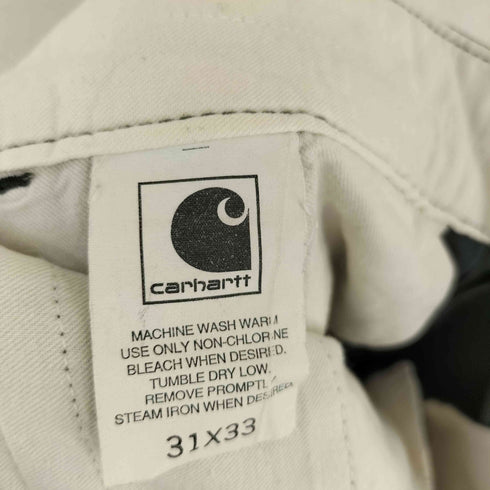 carhartt
MACHINE WASH WARM
USE ONLY NON-CHLORINE
BLEACH WHEN DESIRED.
TUMBLE DRY LOW.
REMOVE PROMPTL
STEAM IRON WHEN DESIRED
31X33